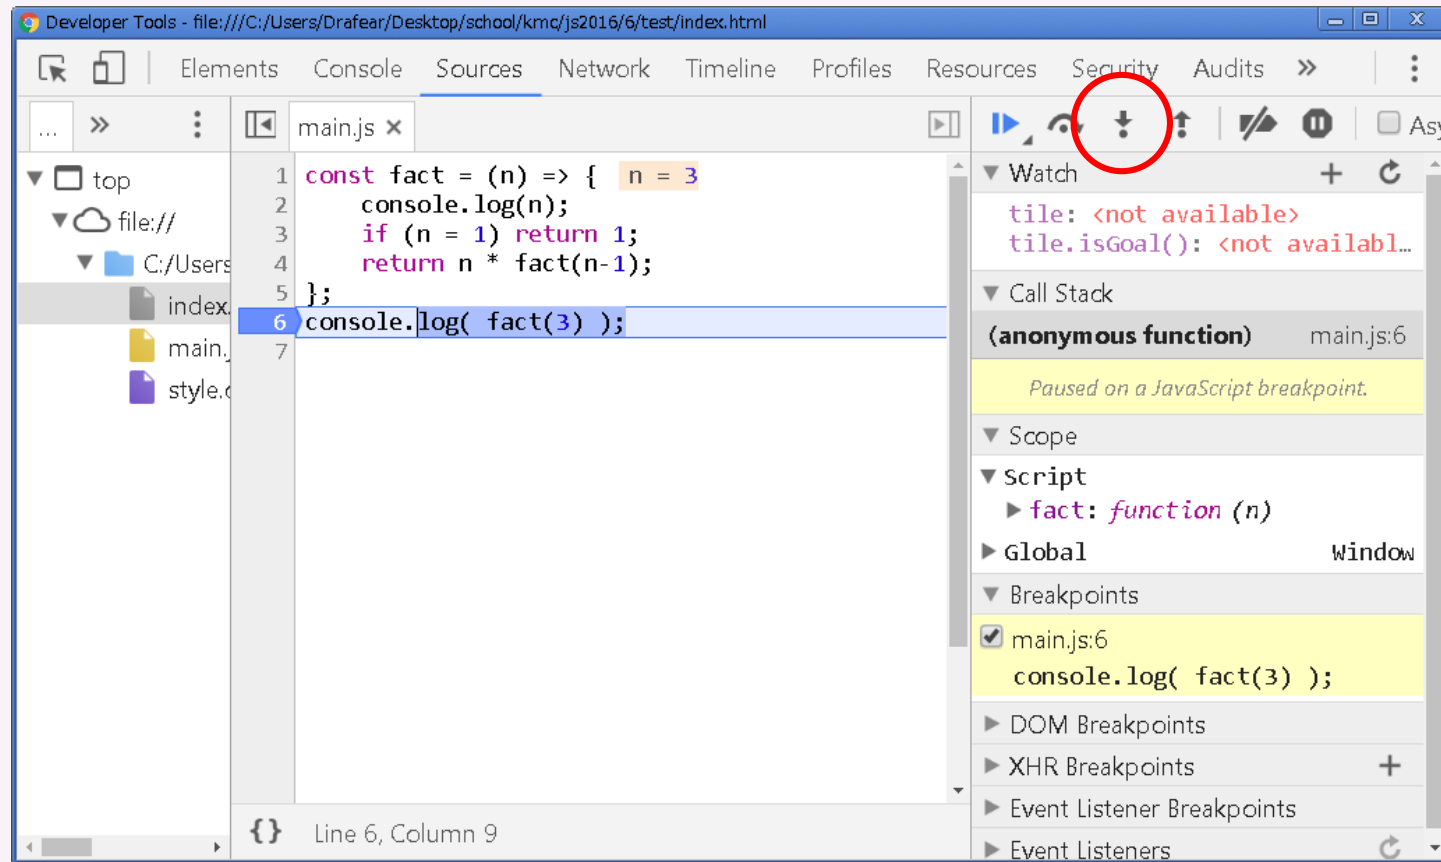 Developer Tools - file:///C:/Users/Drafear/Desktop/school/kmc/js2016/6/test/index.html
Elements Console Sources Network Timeline Profiles Resources Security Audits »
... » main.js × Asy
top
file://
C:/Users
index.
main.j
style.c
1 const fact = (n) => { n = 3
2 console.log(n);
3 if (n = 1) return 1;
4 return n * fact(n-1);
5 };
6 console.log( fact(3) );
7
{} Line 6, Column 9
Watch
tile: <not available>
tile.isGoal(): <not availabl…
Call Stack
(anonymous function) main.js:6
Paused on a JavaScript breakpoint.
Scope
Script
fact: function (n)
Global Window
Breakpoints
main.js:6
console.log( fact(3) );
DOM Breakpoints
XHR Breakpoints
Event Listener Breakpoints
Event Listeners